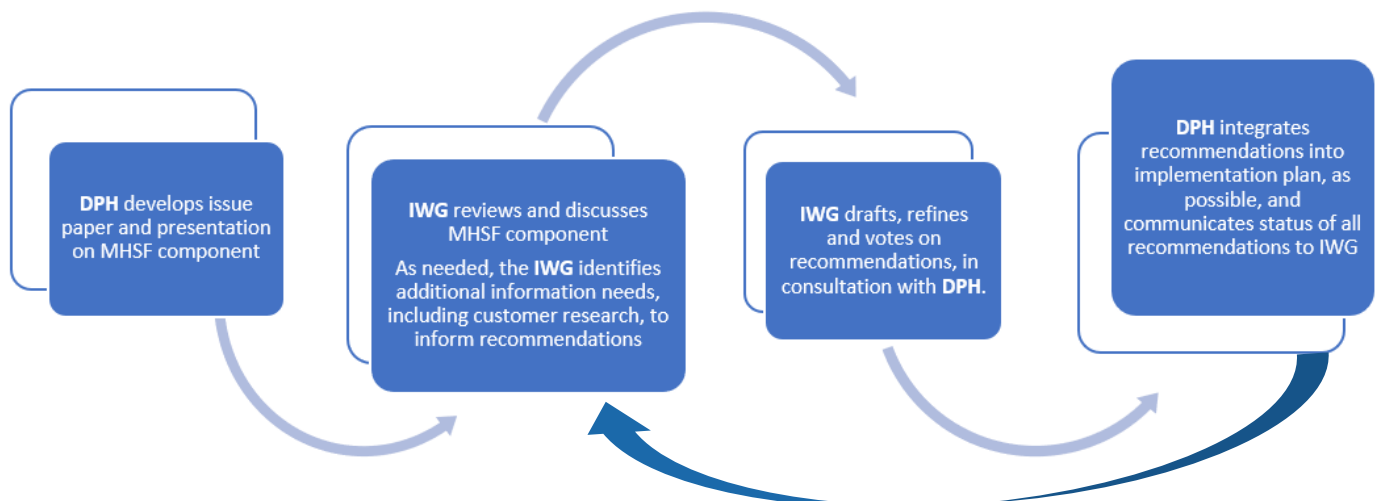 DPH develops issue
paper and presentation
on MHSF component
IWG reviews and discusses
MHSF component
As needed, the IWG identifies
additional information needs,
including customer research, to
inform recommendations
IWG drafts, refines
and votes on
recommendations, in
consultation with DPH.
DPH integrates
recommendations into
implementation plan, as
possible, and
communicates status of all
recommendations to IWG